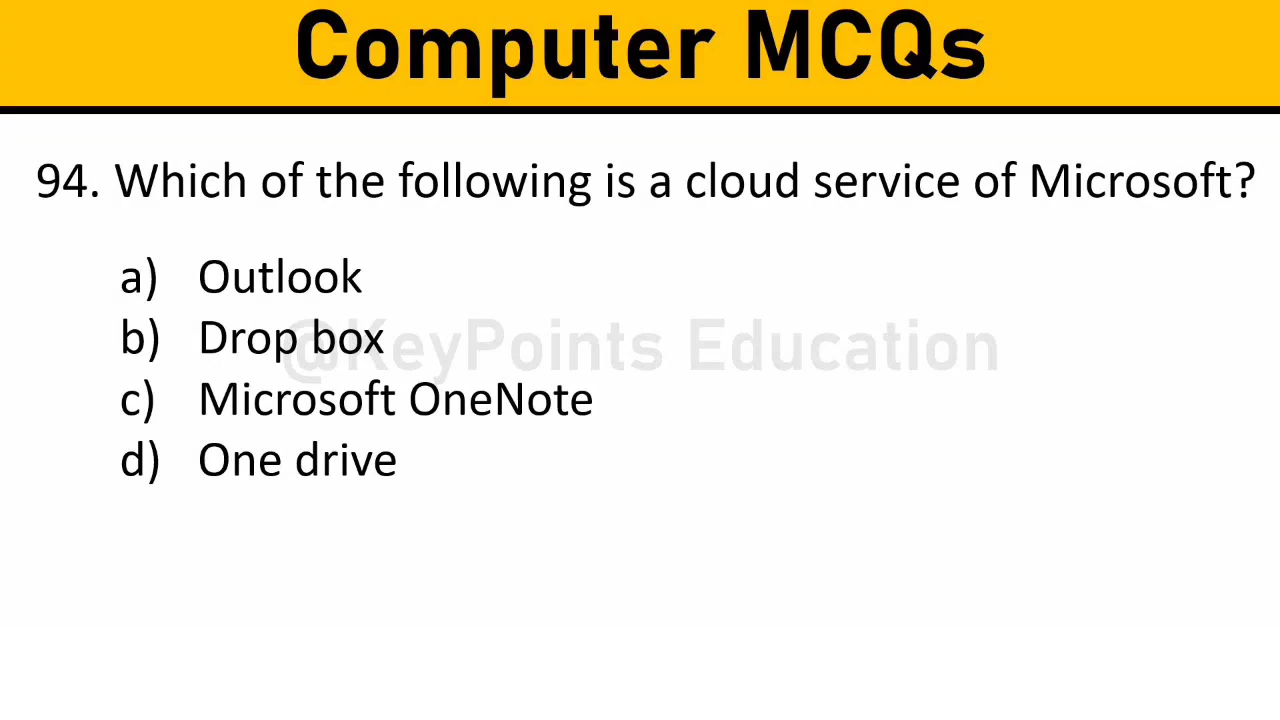 Computer MCQs
94. Which of the following is a cloud service of Microsoft?
a) Outlook
b) Drop box
@KeyPoints Education
c) Microsoft OneNote
d) One drive